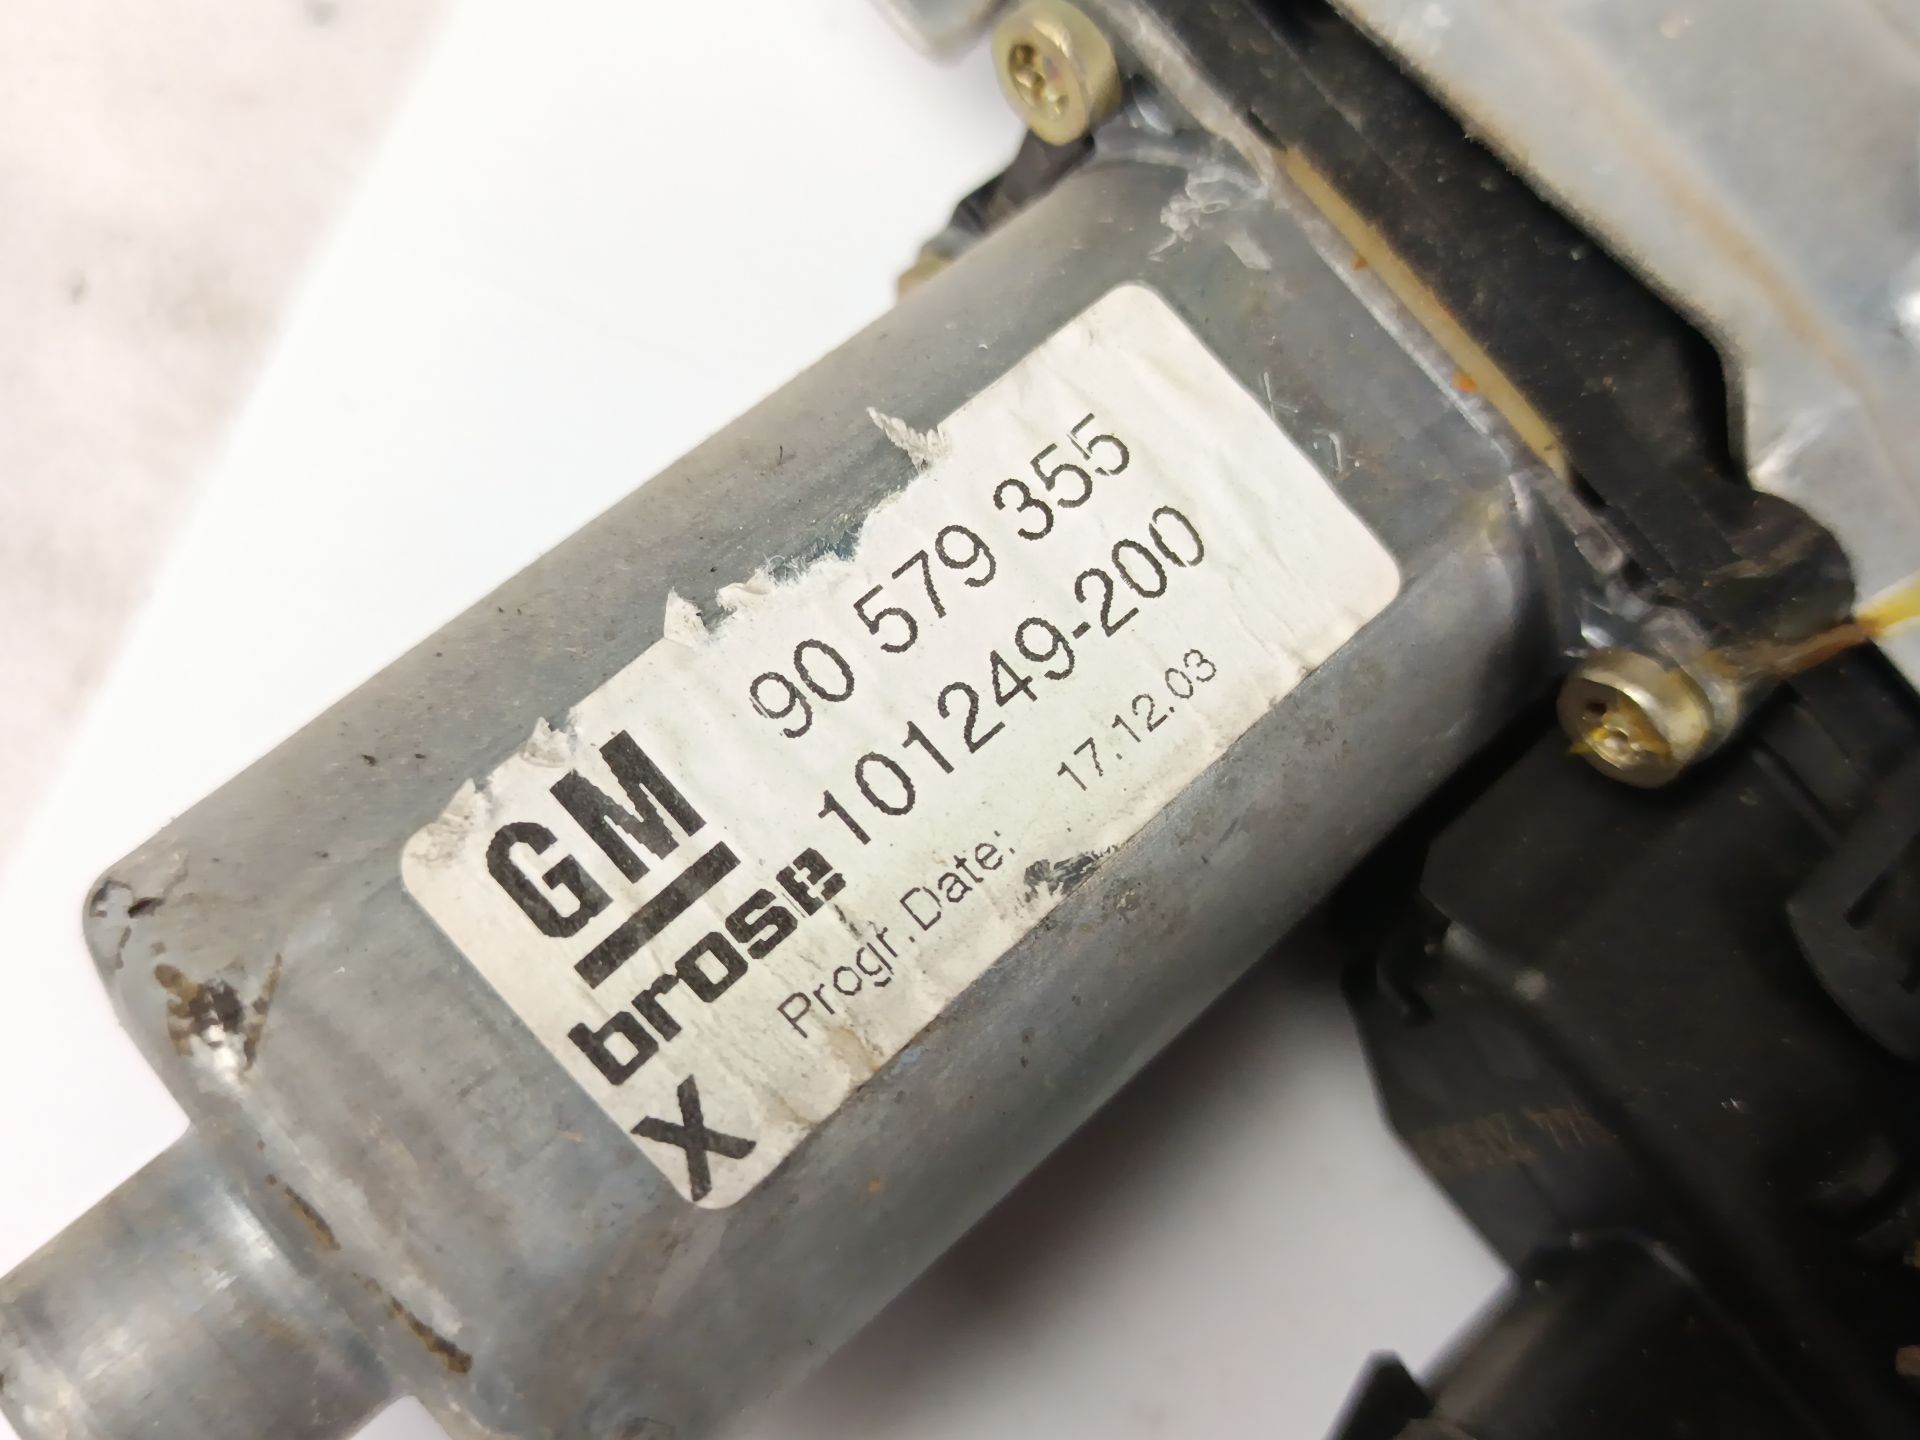 GM 90 579 355
brose 101249-200
X Progr. Date: 17.12.03